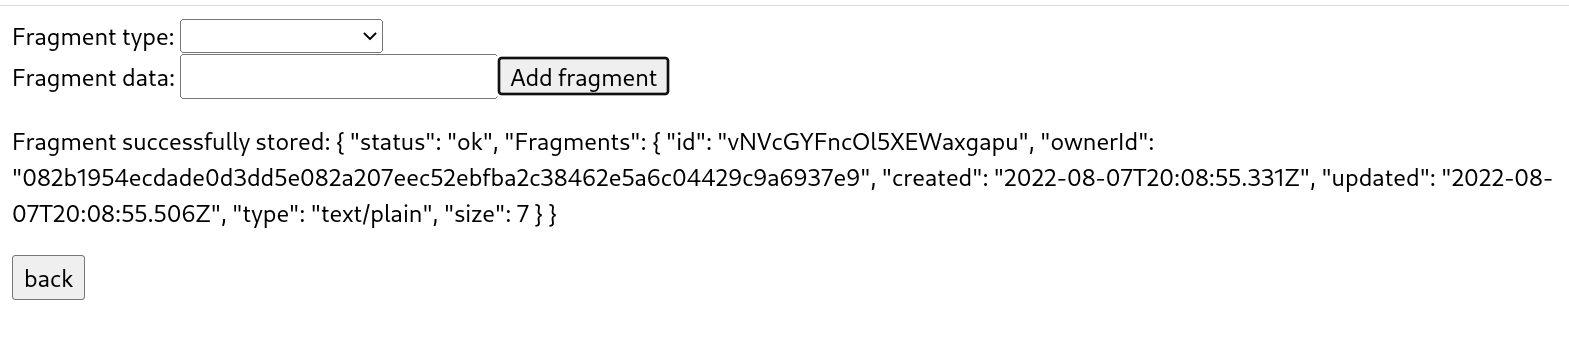 Fragment type:
Fragment data: Add fragment
Fragment successfully stored: { "status": "ok", "Fragments": { "id": "vNVcGYFncOl5XEWaxgapu", "ownerId":
"082b1954ecdade0d3dd5e082a207eec52ebfba2c38462e5a6c04429c9a6937e9", "created": "2022-08-07T20:08:55.331Z", "updated": "2022-08-
07T20:08:55.506Z", "type": "text/plain", "size": 7 } }
back